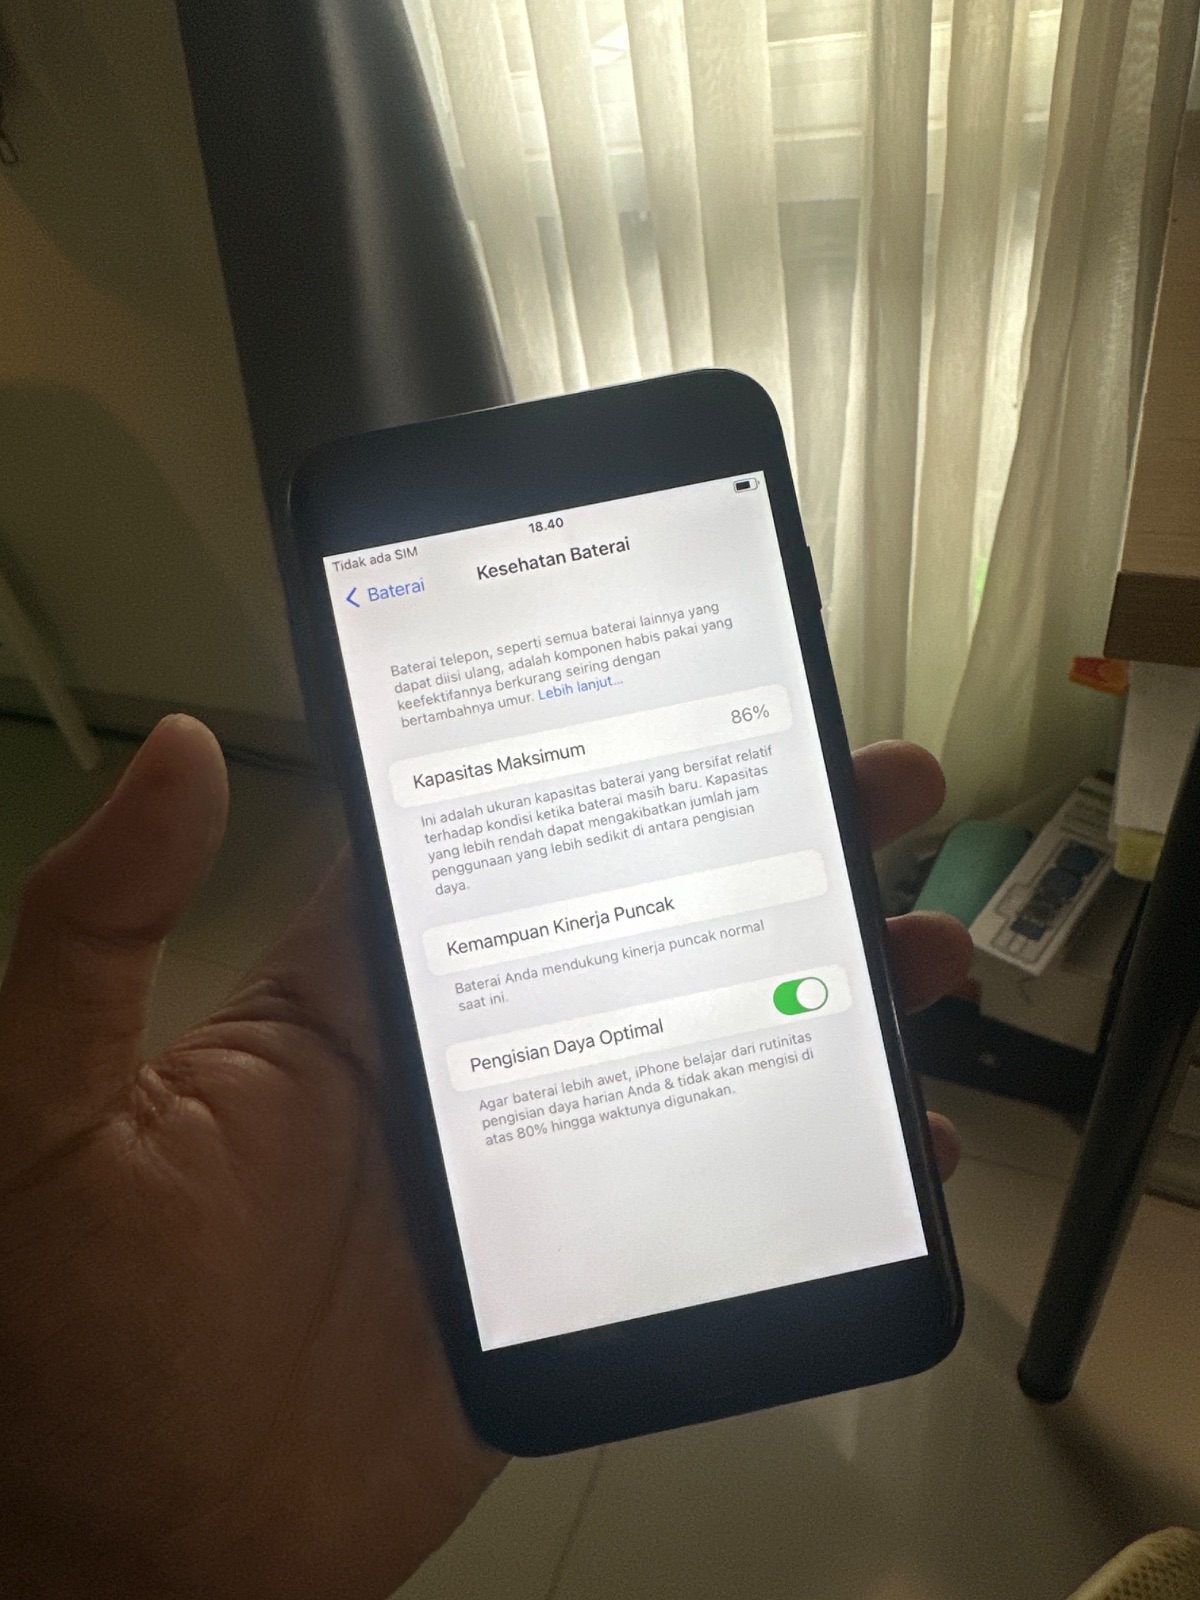 18.40
Tidak ada SIM
Baterai
Kesehatan Baterai
Baterai telepon, seperti semua baterai lainnya yang
dapat diisi ulang, adalah komponen habis pakai yang
keefektifannya berkurang seiring dengan
bertambahnya umur. Lebih lanjut...
Kapasitas Maksimum 86%
Ini adalah ukuran kapasitas baterai yang bersifat relatif
terhadap kondisi ketika baterai masih baru. Kapasitas
yang lebih rendah dapat mengakibatkan jumlah jam
penggunaan yang lebih sedikit di antara pengisian
daya.
Kemampuan Kinerja Puncak
Baterai Anda mendukung kinerja puncak normal
saat ini.
Pengisian Daya Optimal
Agar baterai lebih awet, iPhone belajar dari rutinitas
pengisian daya harian Anda & tidak akan mengisi di
atas 80% hingga waktunya digunakan.